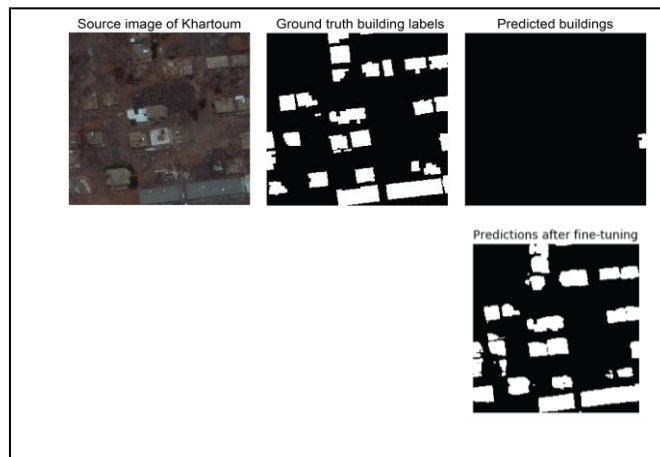 Source image of Khartoum
Ground truth building labels
Predicted buildings
Predictions after fine-tuning